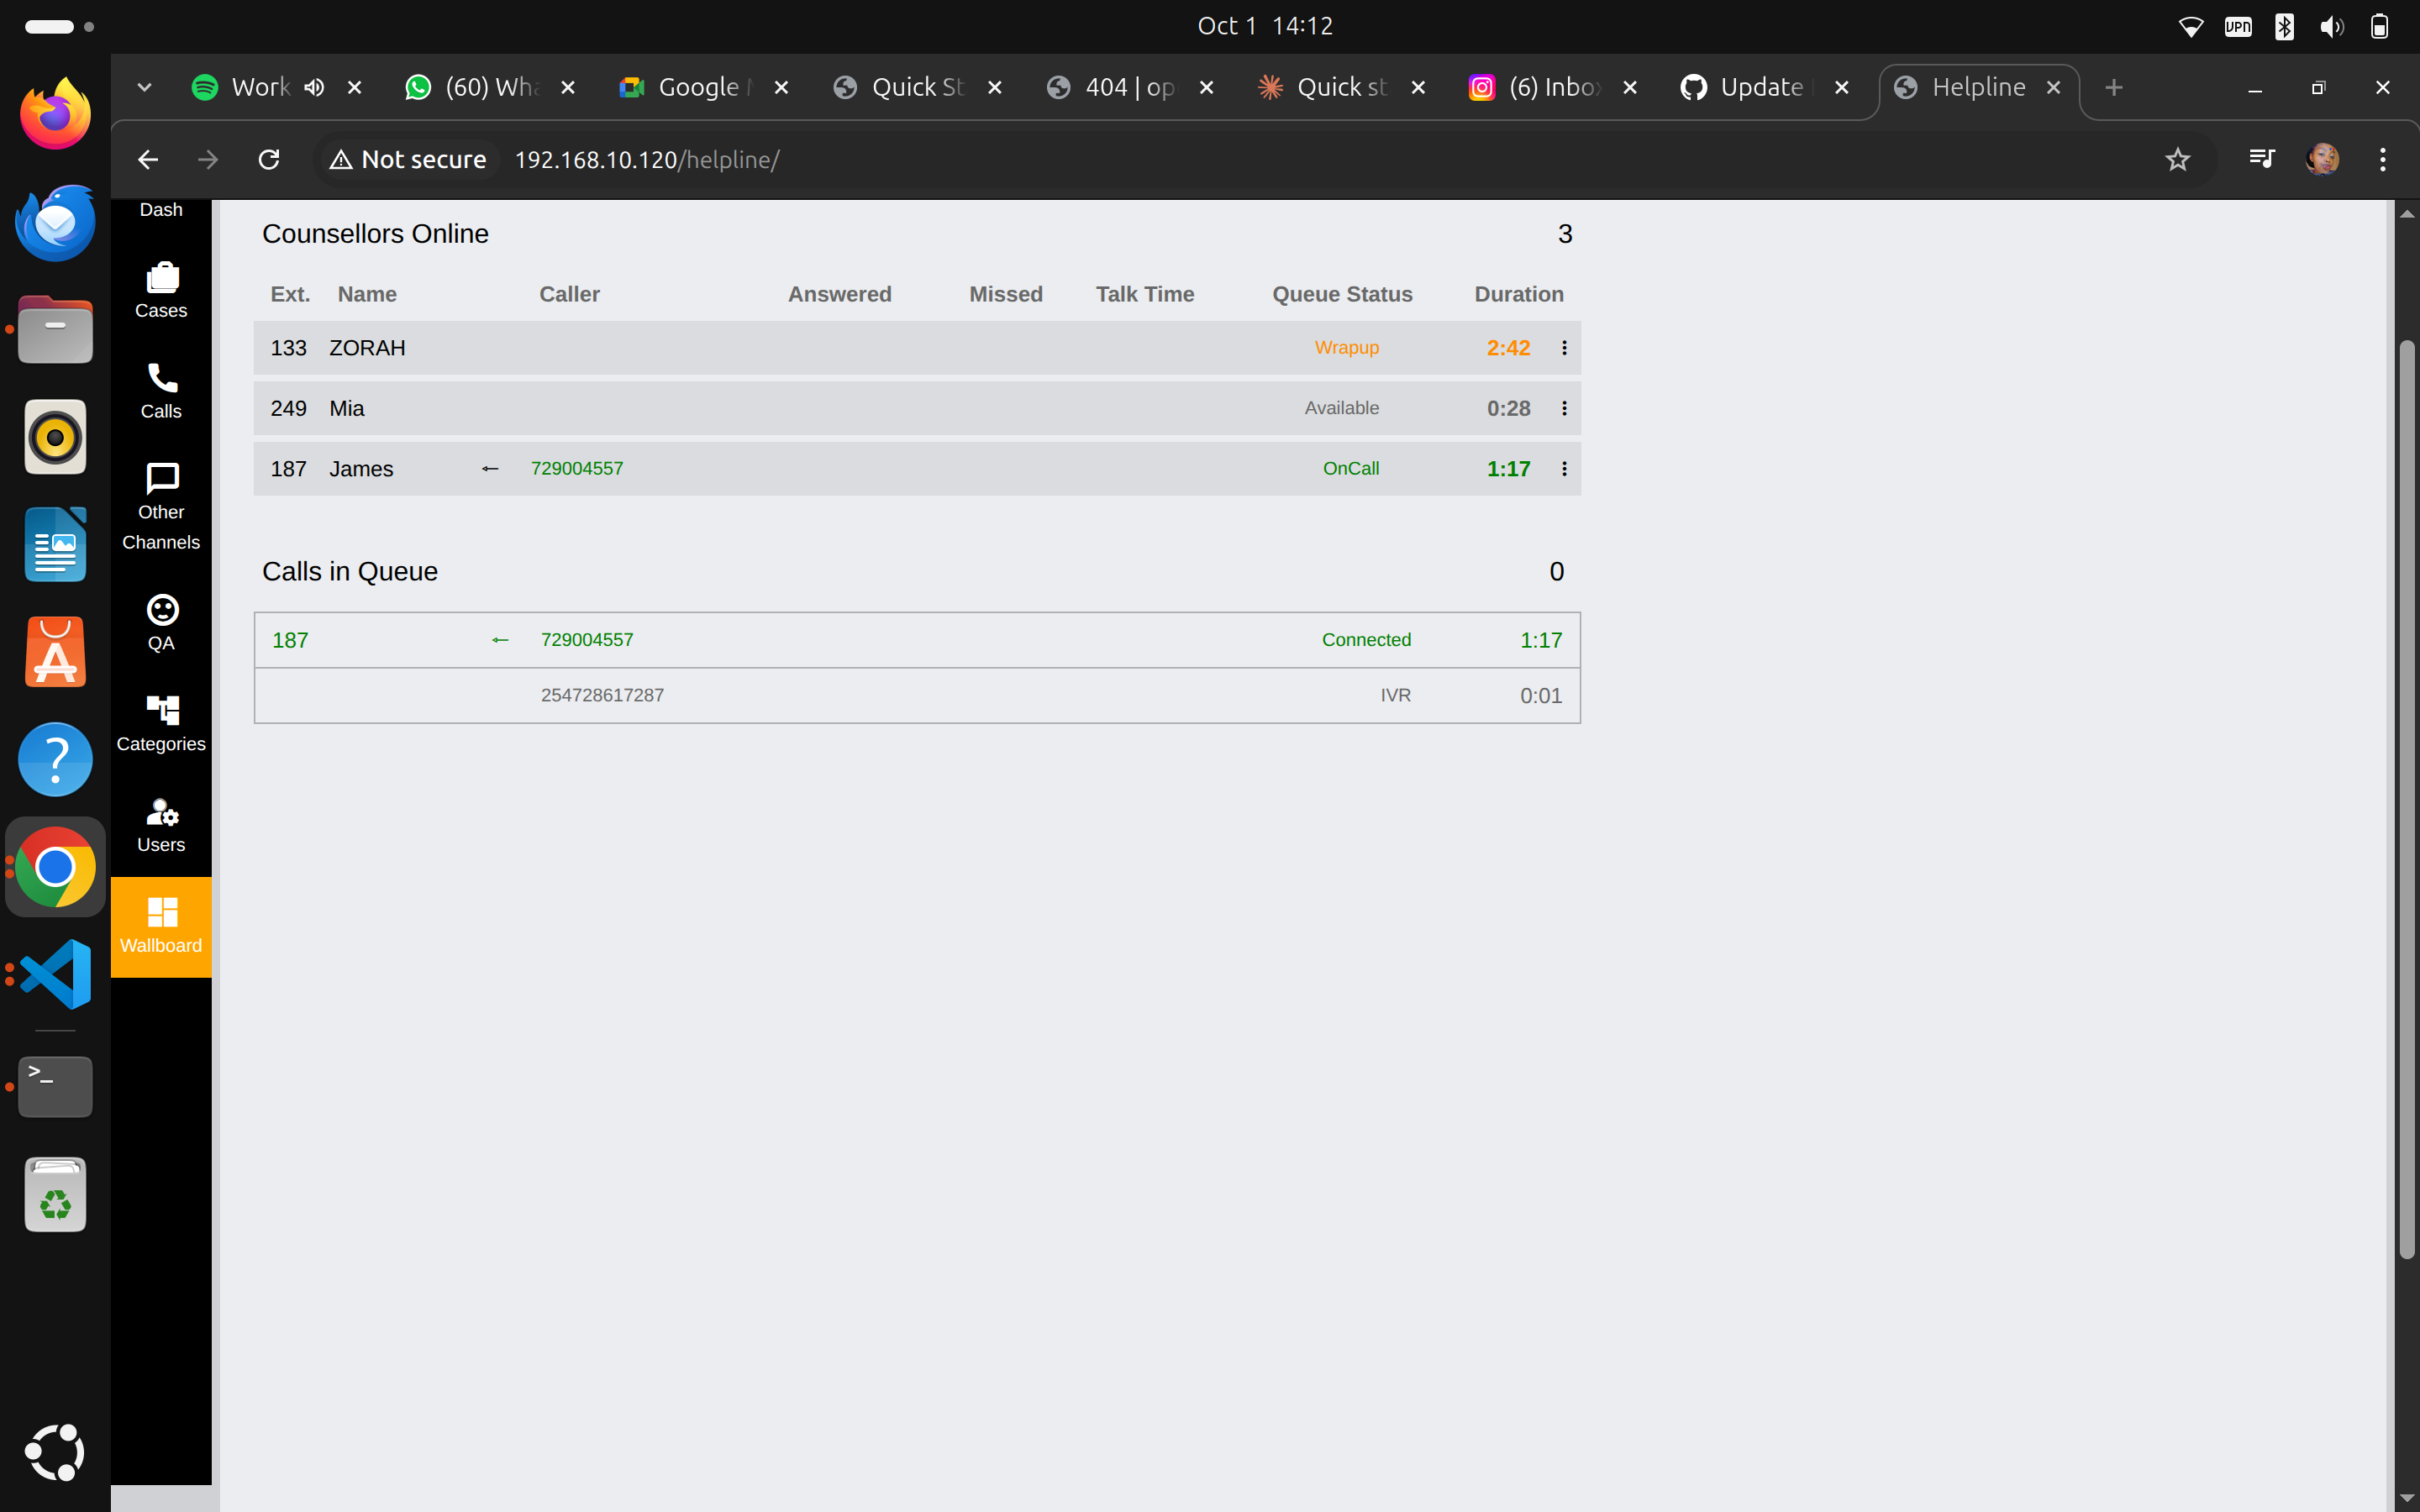 Oct 1 14:12
Work
(60) Wha
Google
Quick St
404 | op
Quick st
(6) Inbox
Update
Helpline
Not secure 192.168.10.120/helpline/
VPN
Dash
Cases
Calls
Other
Channels
QA
Categories
Users
Wallboard
Counsellors Online 3
Ext. Name Caller Answered Missed Talk Time Queue Status Duration
133 ZORAH Wrapup 2:42
249 Mia Available 0:28
187 James ← 729004557 OnCall 1:17
Calls in Queue 0
187 ← 729004557 Connected 1:17
254728617287 IVR 0:01